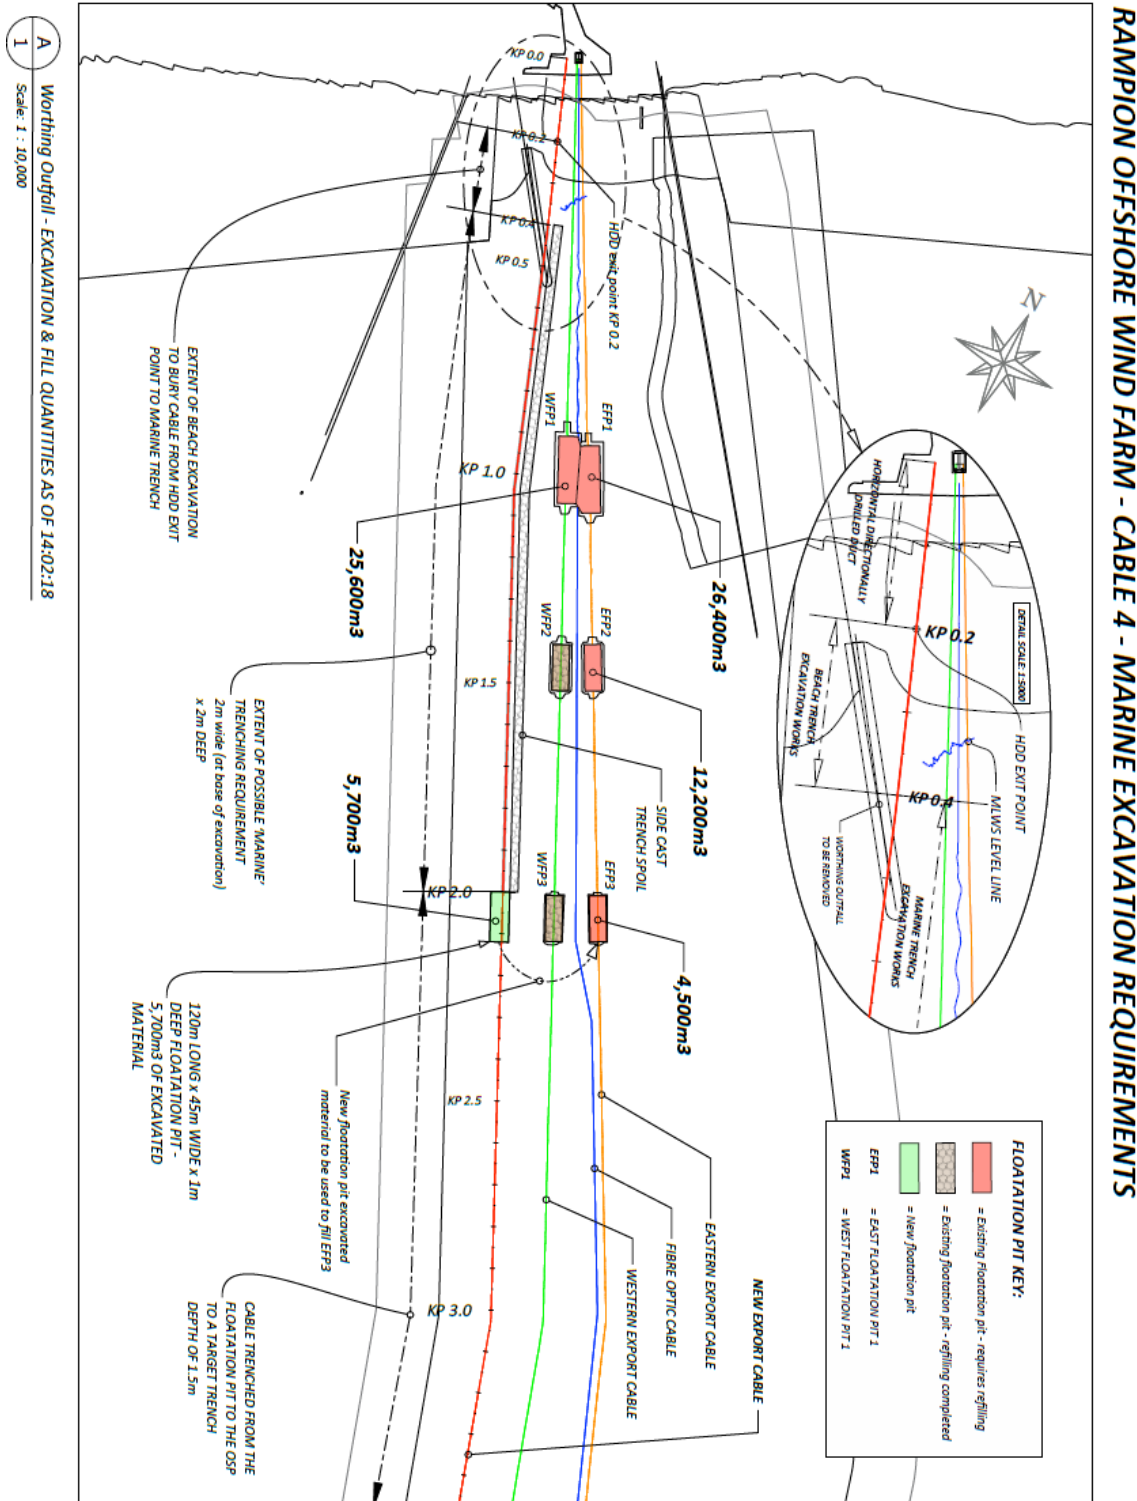 RAMPION OFFSHORE WIND FARM - CABLE 4 - MARINE EXCAVATION REQUIREMENTS
FLOATATION PIT KEY:
= Existing Floatation pit - requires refilling
= Existing floatation pit - refilling completed
= New floatation pit
EFP1 = EAST FLOATATION PIT 1
WFP1 = WEST FLOATATION PIT 1
N
DETAIL SCALE: 1:5000
HORIZONTAL DIRECTIONALLY
DRILLED DUCT
KP 0.2
HDD EXIT POINT
MLWS LEVEL LINE
BEACH TRENCH
EXCAVATION WORKS
KP 0.4
WORTHING OUTFALL
TO BE REMOVED
MARINE TRENCH
EXCAVATION WORKS
KP 0.0
KP 0.2
KP 0.4
KP 0.5
HDD exit point KP 0.2
EFP1
WFP1
KP 1.0
26,400m3
25,600m3
EFP2
WFP2
KP 1.5
12,200m3
SIDE CAST
TRENCH SPOIL
5,700m3
EFP3
WFP3
KP 2.0
4,500m3
KP 2.5
KP 3.0
EASTERN EXPORT CABLE
FIBRE OPTIC CABLE
WESTERN EXPORT CABLE
NEW EXPORT CABLE
EXTENT OF BEACH EXCAVATION
TO BURY CABLE FROM HDD EXIT
POINT TO MARINE TRENCH
EXTENT OF POSSIBLE 'MARINE'
TRENCHING REQUIREMENT
2m wide (at base of excavation)
x 2m DEEP
New floatation pit excavated
material to be used to fill EFP3
120m LONG x 45m WIDE x 1m
DEEP FLOATATION PIT -
5,700m3 OF EXCAVATED
MATERIAL
CABLE TRENCHED FROM THE
FLOATATION PIT TO THE OSP
TO A TARGET TRENCH
DEPTH OF 1.5m
A
1
Worthing Outfall - EXCAVATION & FILL QUANTITIES AS OF 14:02:18
Scale: 1 : 10,000